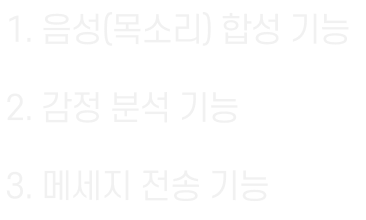 1. 음성(목소리) 합성 기능
2. 감정 분석 기능
3. 메세지 전송 기능